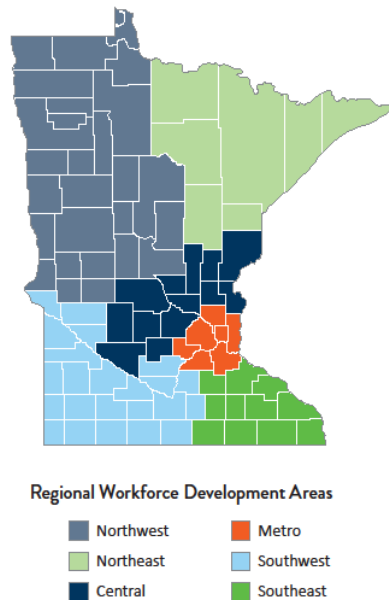 Regional Workforce Development Areas
Northwest
Metro
Northeast
Southwest
Central
Southeast